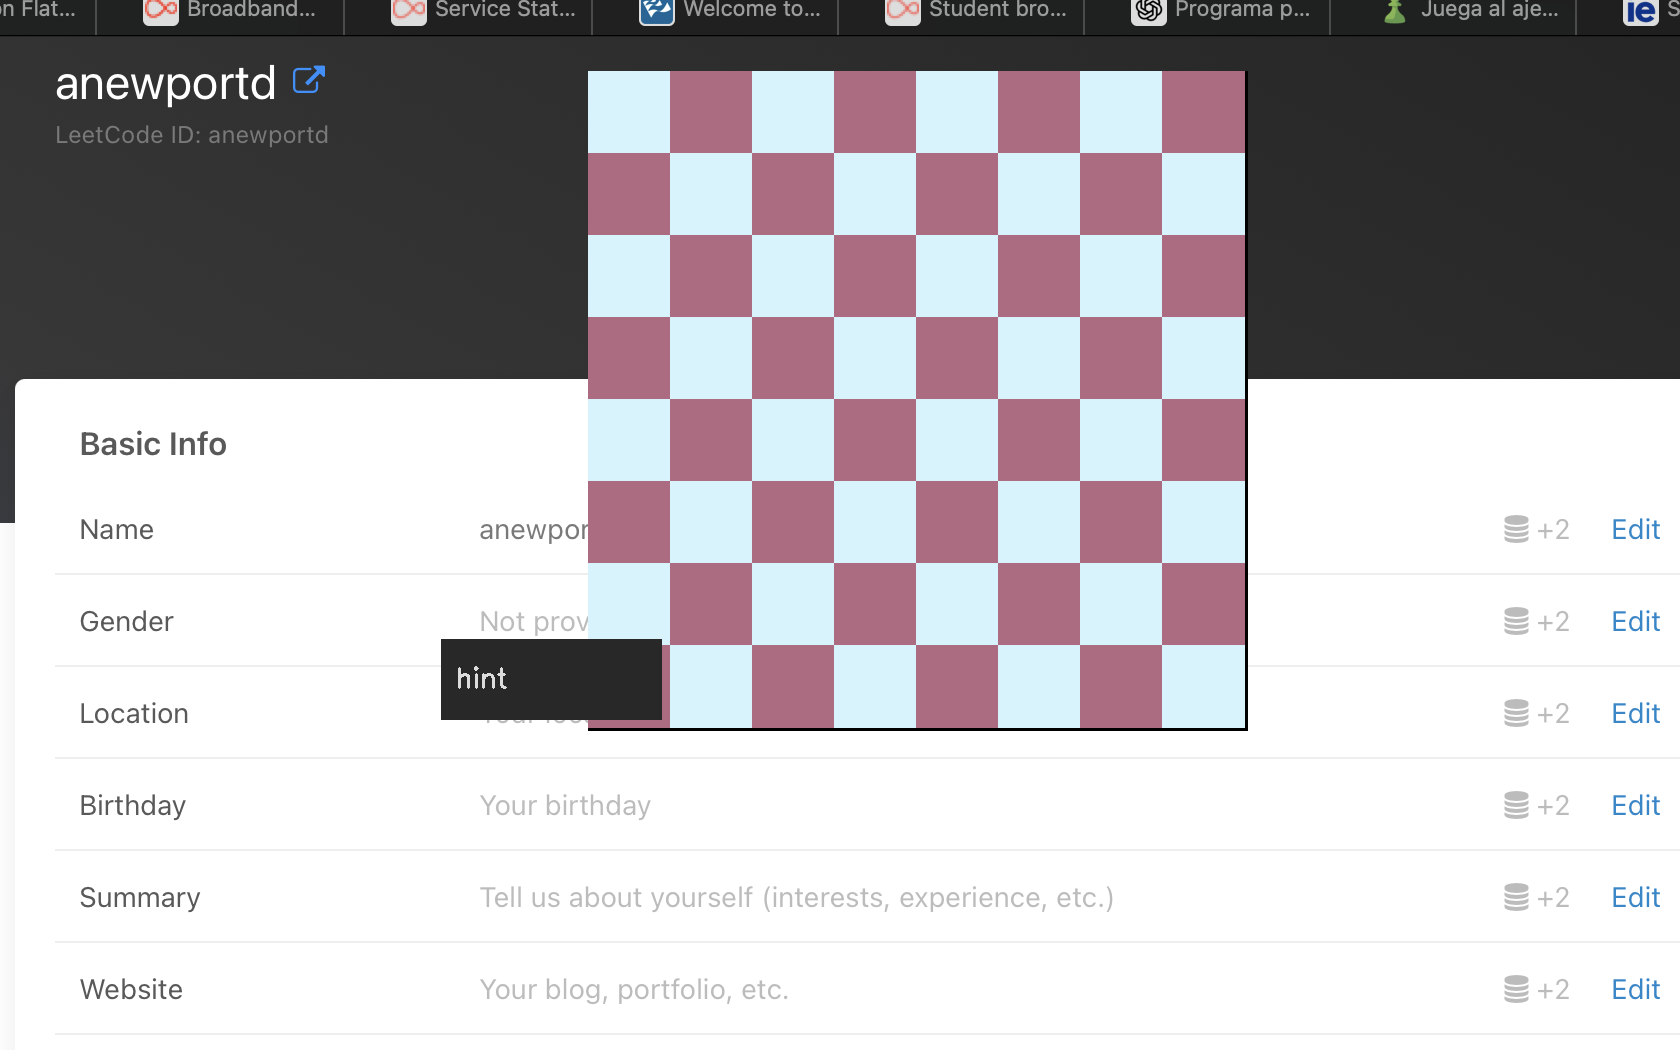 on Flat...
Broadband...
Service Stat...
Welcome to...
Student bro...
Programa p...
Juega al aje...
ie
S
anewportd
LeetCode ID: anewportd
Basic Info
Name
anewpor
+2
Edit
Gender
Not prov
+2
Edit
hint
Location
+2
Edit
Birthday
Your birthday
+2
Edit
Summary
Tell us about yourself (interests, experience, etc.)
+2
Edit
Website
Your blog, portfolio, etc.
+2
Edit